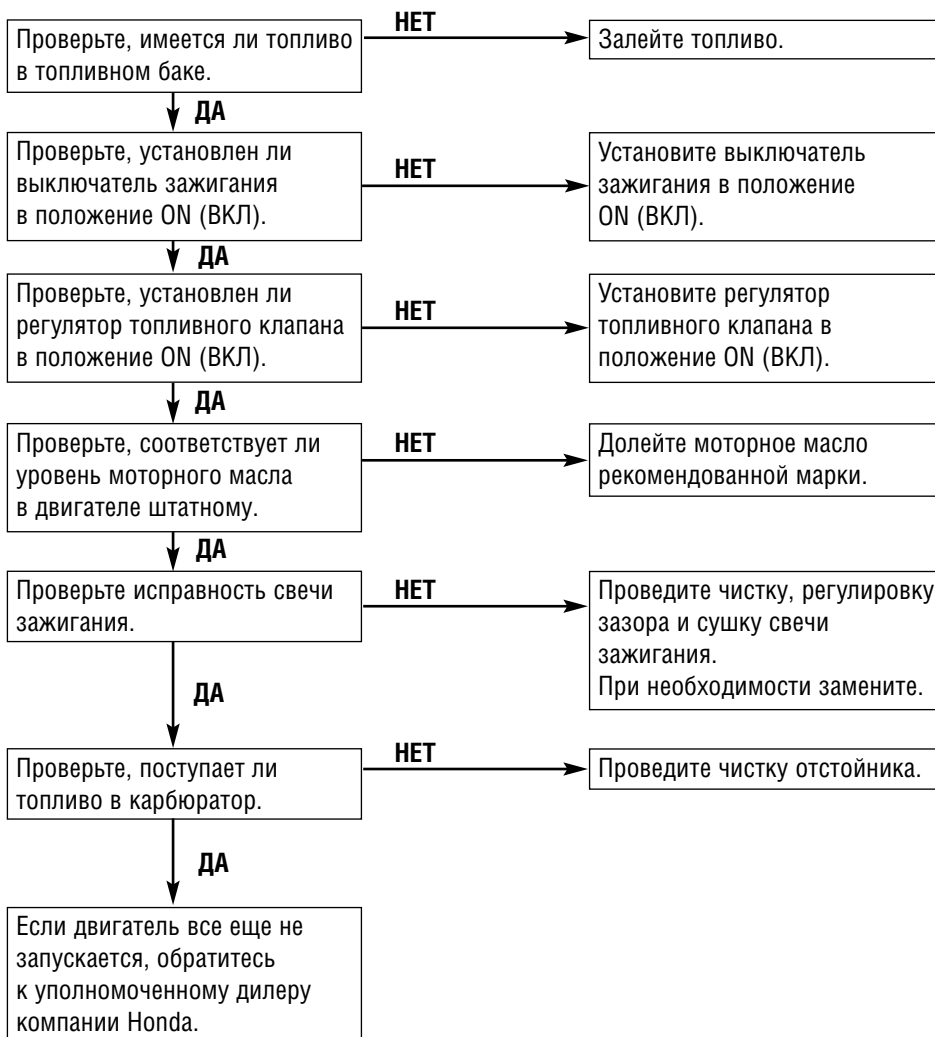 Проверьте, имеется ли топливо
в топливном баке.
НЕТ
Залейте топливо.
ДА
Проверьте, установлен ли
выключатель зажигания
в положение ON (ВКЛ).
НЕТ
Установите выключатель
зажигания в положение
ON (ВКЛ).
ДА
Проверьте, установлен ли
регулятор топливного клапана
в положение ON (ВКЛ).
НЕТ
Установите регулятор
топливного клапана в
положение ON (ВКЛ).
ДА
Проверьте, соответствует ли
уровень моторного масла
в двигателе штатному.
НЕТ
Долейте моторное масло
рекомендованной марки.
ДА
Проверьте исправность свечи
зажигания.
НЕТ
Проведите чистку, регулировку
зазора и сушку свечи
зажигания.
При необходимости замените.
ДА
Проверьте, поступает ли
топливо в карбюратор.
НЕТ
Проведите чистку отстойника.
ДА
Если двигатель все еще не
запускается, обратитесь
к уполномоченному дилеру
компании Honda.